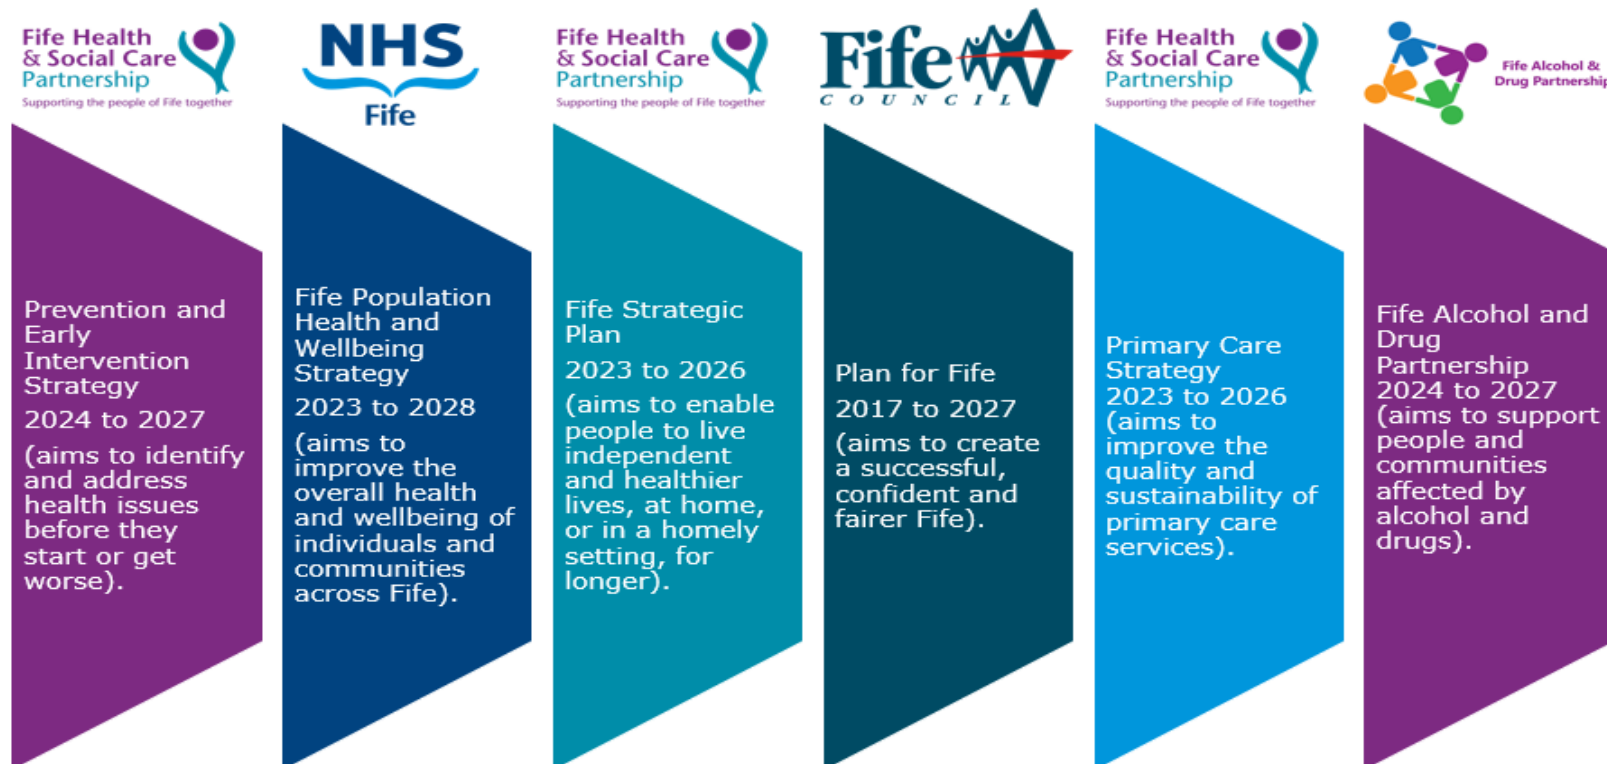 Fife Health
& Social Care
Partnership
Supporting the people of Fife together
NHS
Fife
Fife Health
& Social Care
Partnership
Supporting the people of Fife together
Fife
COUNCIL
Fife Health
& Social Care
Partnership
Supporting the people of Fife together
Fife Alcohol &
Drug Partnership
Prevention and
Early
Intervention
Strategy
2024 to 2027
(aims to identify
and address
health issues
before they
start or get
worse).
Fife Population
Health and
Wellbeing
Strategy
2023 to 2028
(aims to
improve the
overall health
and wellbeing of
individuals and
communities
across Fife).
Fife Strategic
Plan
2023 to 2026
(aims to enable
people to live
independent
and healthier
lives, at home,
or in a homely
setting, for
longer).
Plan for Fife
2017 to 2027
(aims to create
a successful,
confident and
fairer Fife).
Primary Care
Strategy
2023 to 2026
(aims to
improve the
quality and
sustainability of
primary care
services).
Fife Alcohol and
Drug
Partnership
2024 to 2027
(aims to support
people and
communities
affected by
alcohol and
drugs).